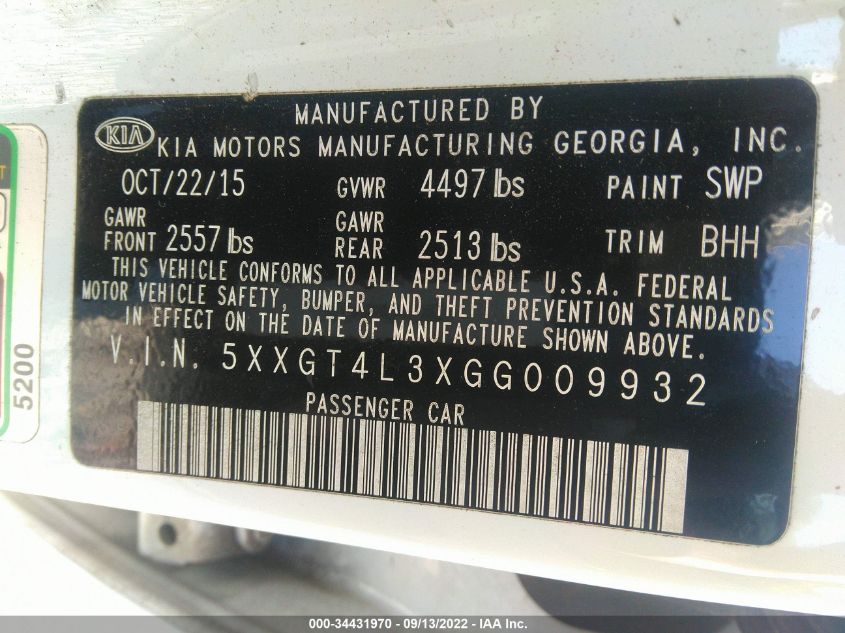 MANUFACTURED BY
KIA KIA MOTORS MANUFACTURING GEORGIA, INC.
OCT/22/15 GVWR 4497 lbs PAINT SWP
GAWR GAWR
FRONT 2557 lbs REAR 2513 lbs TRIM BHH
THIS VEHICLE CONFORMS TO ALL APPLICABLE U.S.A. FEDERAL
MOTOR VEHICLE SAFETY, BUMPER, AND THEFT PREVENTION STANDARDS
IN EFFECT ON THE DATE OF MANUFACTURE SHOWN ABOVE.
V.I.N. 5XXGT4L3XGG009932
PASSENGER CAR
5200
000-34431970 - 09/13/2022 - IAA Inc.